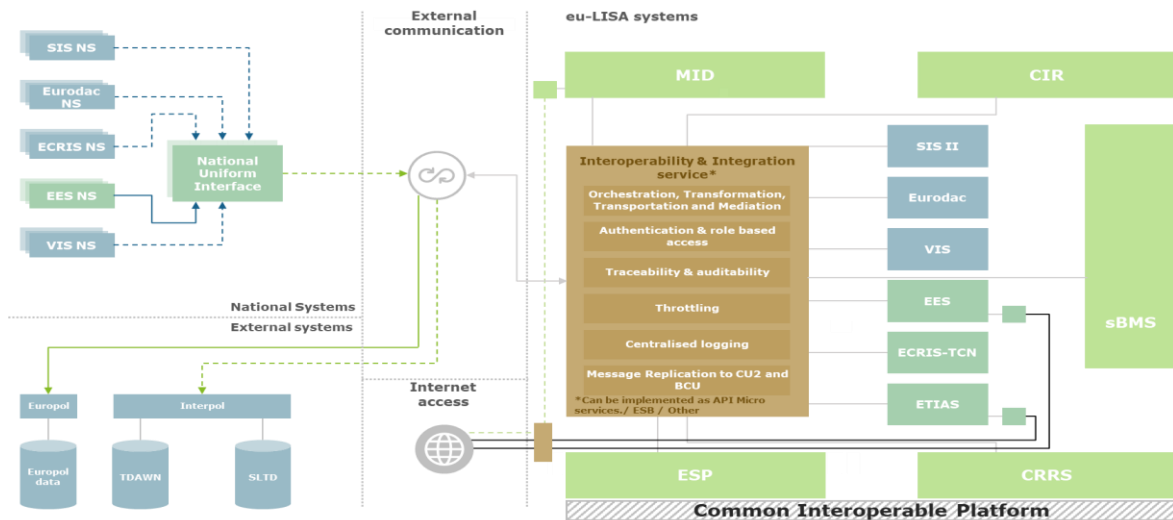 External
communication
eu-LISA systems
SIS NS
Eurodac
NS
ECRIS NS
EES NS
VIS NS
National
Uniform
Interface
National Systems
External systems
Europol
Interpol
Europol
data
TDAWN
SLTD
Internet
access
MID
CIR
Interoperability & Integration
service*
Orchestration, Transformation,
Transportation and Mediation
Authentication & role based
access
Traceability & auditability
Throttling
Centralised logging
Message Replication to CU2 and
BCU
*Can be implemented as API Micro
services./ ESB / Other
SIS II
Eurodac
VIS
EES
ECRIS-TCN
ETIAS
sBMS
ESP
CRRS
Common Interoperable Platform